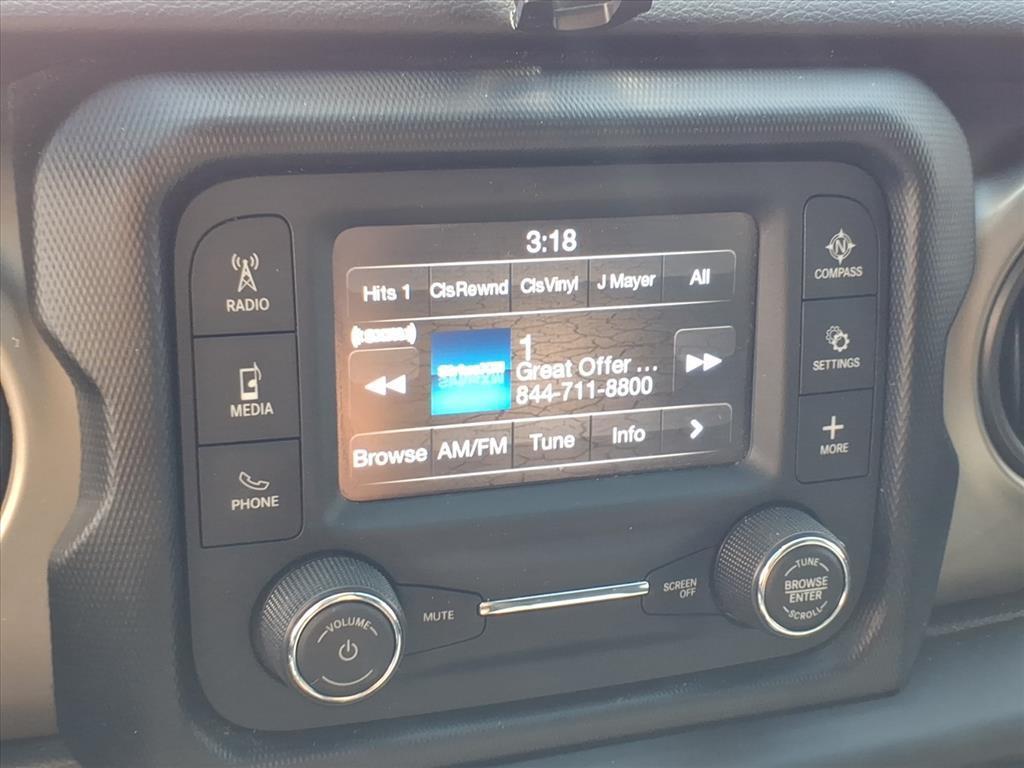 3:18
Hits 1 ClsRewnd ClsVinyl J Mayer All
1
Great Offer ...
844-711-8800
Browse AM/FM Tune Info >
RADIO
MEDIA
PHONE
N
COMPASS
SETTINGS
+
MORE
VOLUME
MUTE
SCREEN
OFF
TUNE
BROWSE
ENTER
SCROLL